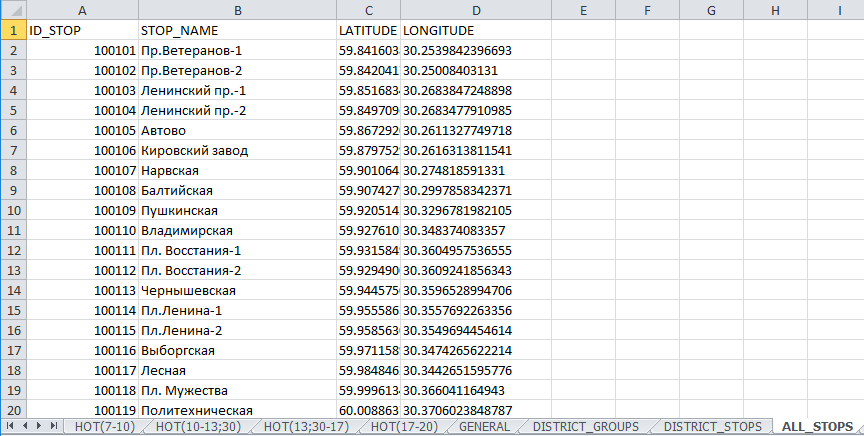 A B C D E F G H I
1 ID_STOP STOP_NAME LATITUDE LONGITUDE
2 100101 Пр.Ветеранов-1 59.841603 30.2539842396693
3 100102 Пр.Ветеранов-2 59.842041 30.25008403131
4 100103 Ленинский пр.-1 59.851683 30.2683847248898
5 100104 Ленинский пр.-2 59.849709 30.2683477910985
6 100105 Автово 59.867292 30.2611327749718
7 100106 Кировский завод 59.879752 30.2616313811541
8 100107 Нарвская 59.901064 30.274818591331
9 100108 Балтийская 59.907427 30.2997858342371
10 100109 Пушкинская 59.920514 30.3296781982105
11 100110 Владимирская 59.927610 30.348374083357
12 100111 Пл. Восстания-1 59.931584 30.3604957536555
13 100112 Пл. Восстания-2 59.929490 30.3609241856343
14 100113 Чернышевская 59.944575 30.3596528994706
15 100114 Пл.Ленина-1 59.955586 30.3557692263356
16 100115 Пл.Ленина-2 59.958563 30.3549694454614
17 100116 Выборгская 59.971158 30.3474265622214
18 100117 Лесная 59.984846 30.3442651595776
19 100118 Пл. Мужества 59.999613 30.366041164943
20 100119 Политехническая 60.008863 30.3706023848787
HOT(7-10) HOT(10-13;30) HOT(13;30-17) HOT(17-20) GENERAL DISTRICT_GROUPS DISTRICT_STOPS ALL_STOPS